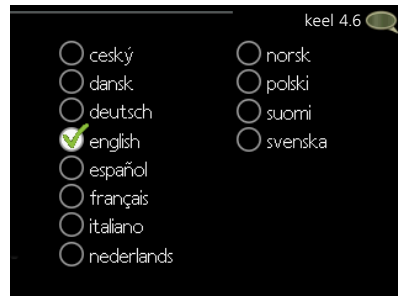 keel 4.6
ceský
dansk
deutsch
english
español
français
italiano
nederlands
norsk
polski
suomi
svenska